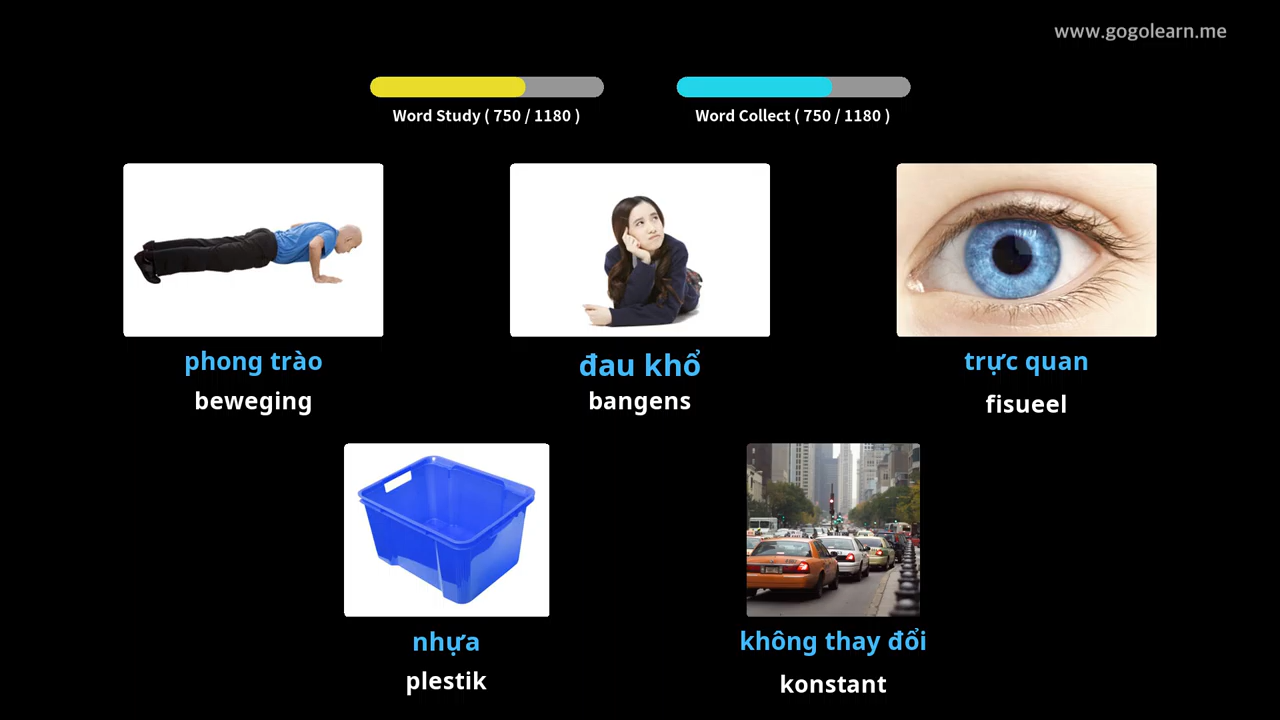 www.gogolearn.me
Word Study ( 750 / 1180 )
Word Collect ( 750 / 1180 )
phong trào
beweging
đau khổ
bangens
trực quan
fisueel
nhựa
plestik
không thay đổi
konstant